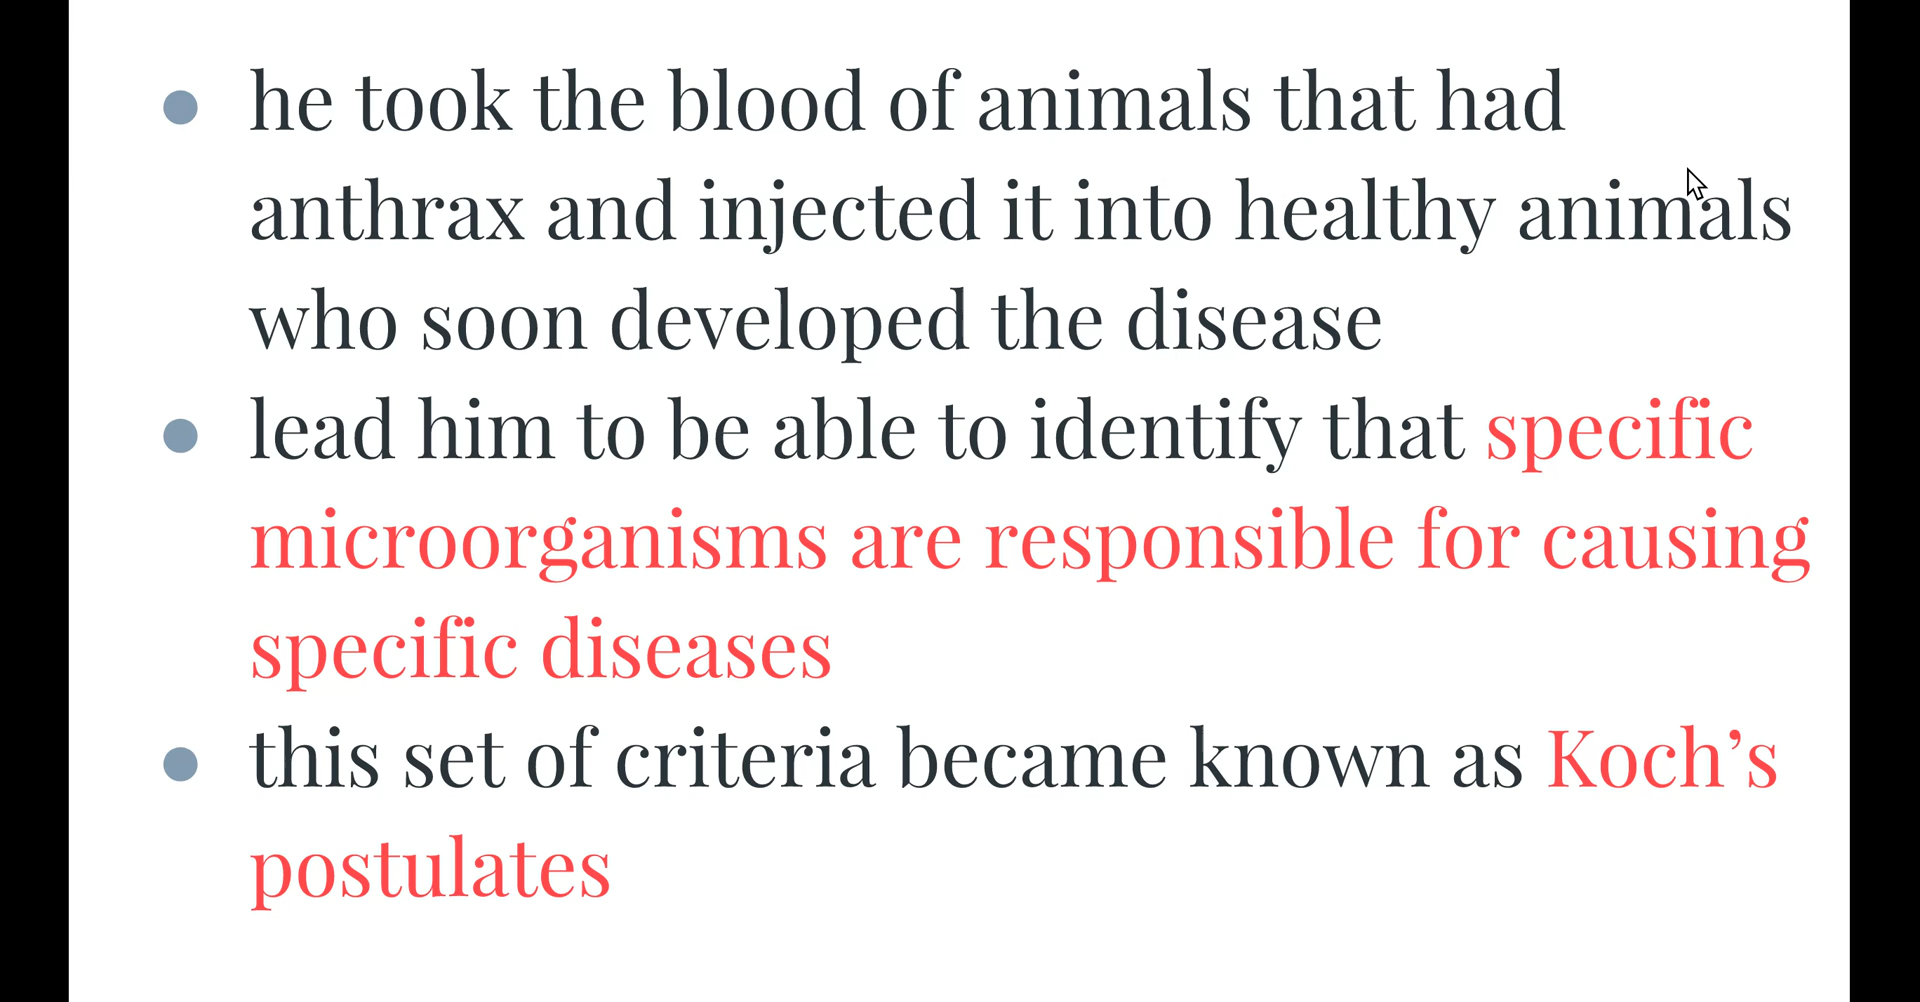 he took the blood of animals that had
anthrax and injected it into healthy animals
who soon developed the disease
lead him to be able to identify that specific
microorganisms are responsible for causing
specific diseases
this set of criteria became known as Koch’s
postulates